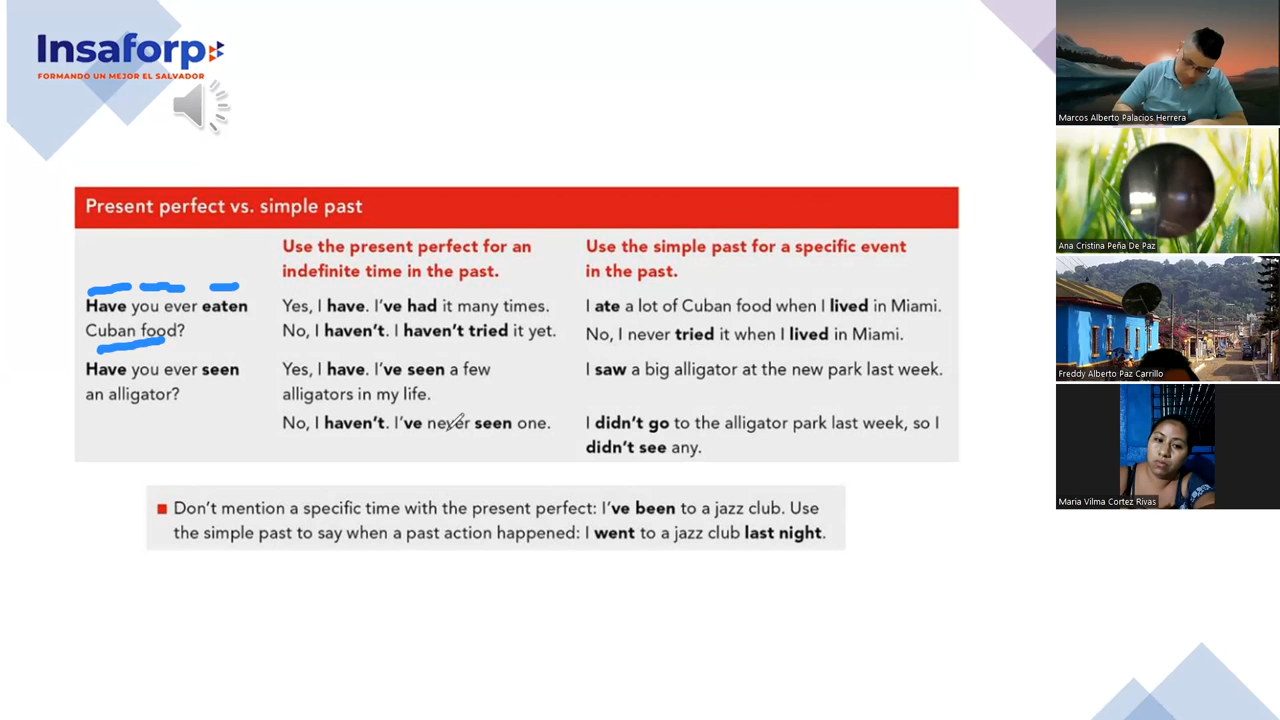 Insaforp
FORMANDO UN MEJOR EL SALVADOR
Present perfect vs. simple past
Use the present perfect for an
indefinite time in the past.
Use the simple past for a specific event
in the past.
Have you ever eaten
Cuban food?
Yes, I have. I've had it many times.
No, I haven't. I haven't tried it yet.
I ate a lot of Cuban food when I lived in Miami.
No, I never tried it when I lived in Miami.
Have you ever seen
an alligator?
Yes, I have. I've seen a few
alligators in my life.
I saw a big alligator at the new park last week.
No, I haven't. I've never seen one.
I didn't go to the alligator park last week, so I
didn't see any.
Don't mention a specific time with the present perfect: I've been to a jazz club. Use
the simple past to say when a past action happened: I went to a jazz club last night.
Marcos Alberto Palacios Herrera
Ana Cristina Peña De Paz
Freddy Alberto Paz Carrillo
Maria Vilma Cortez Rivas